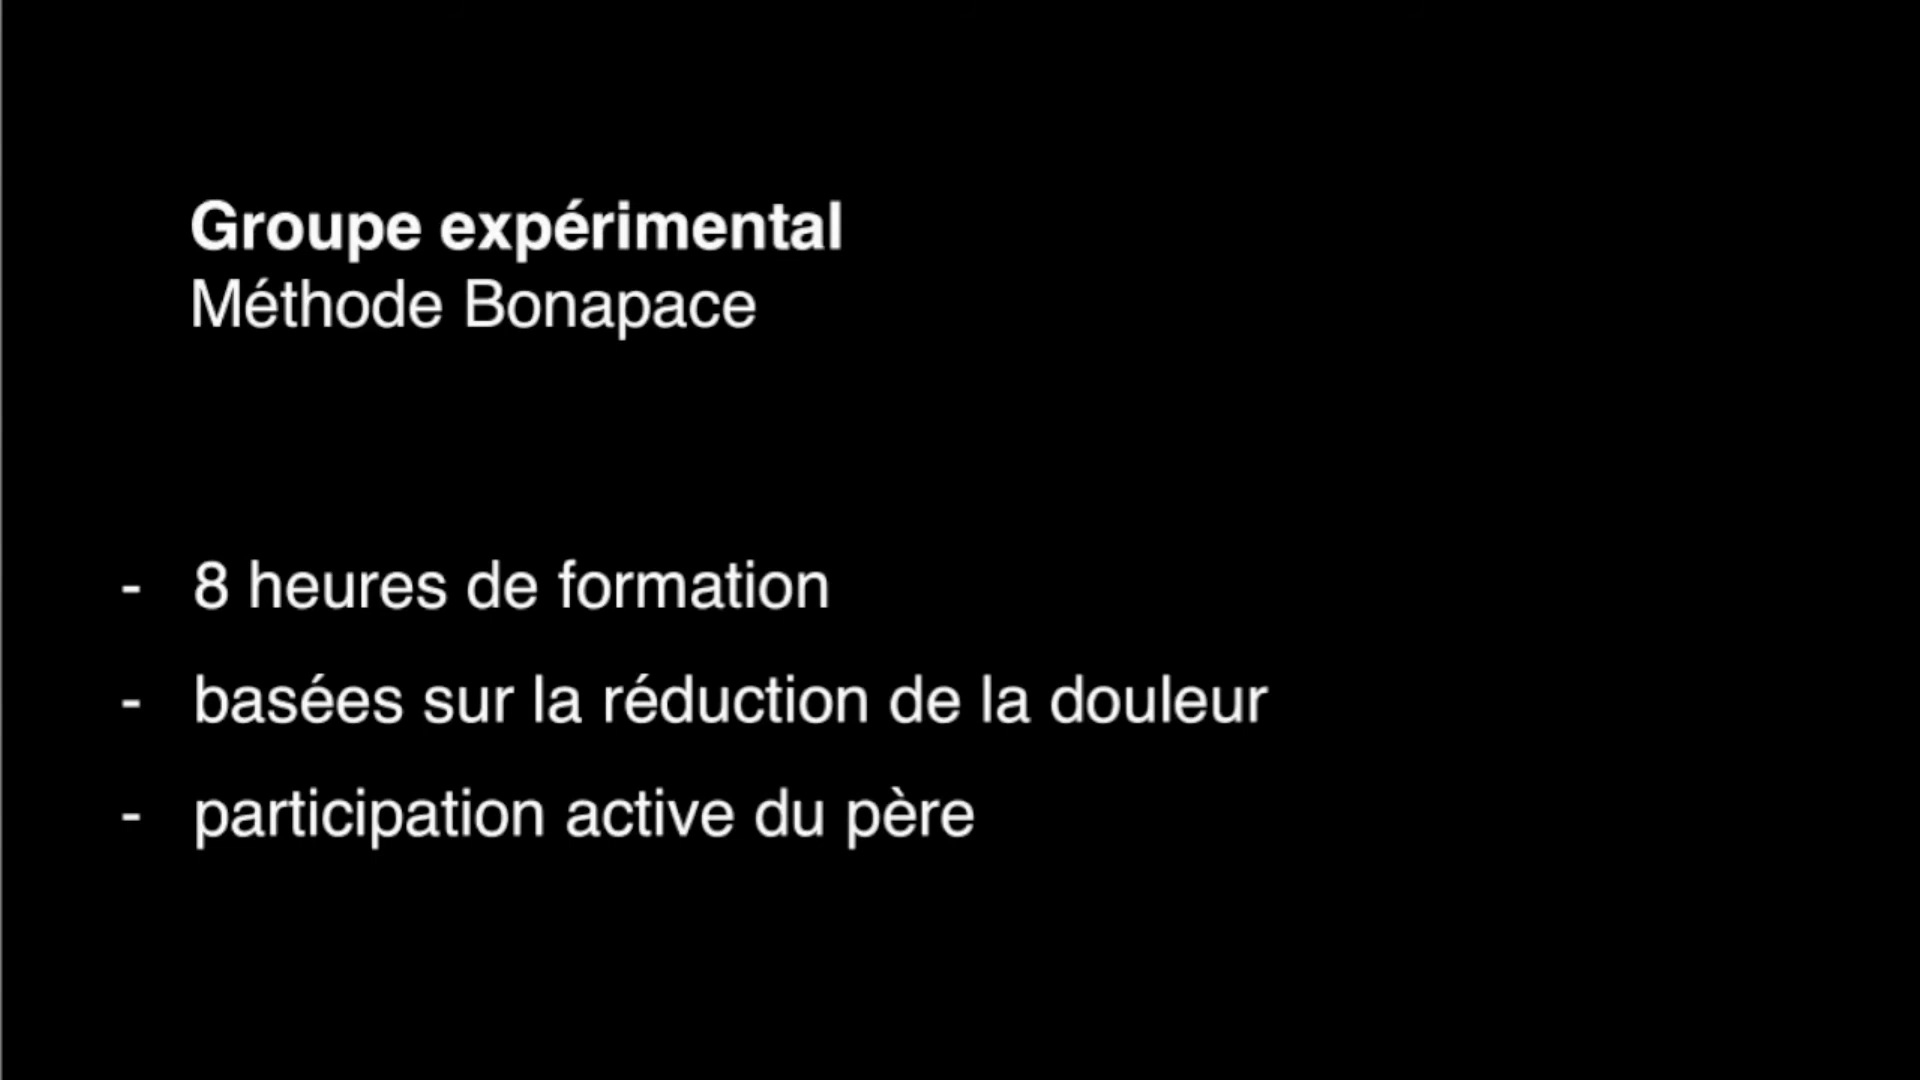 Groupe expérimental
Méthode Bonapace
- 8 heures de formation
- basées sur la réduction de la douleur
- participation active du père